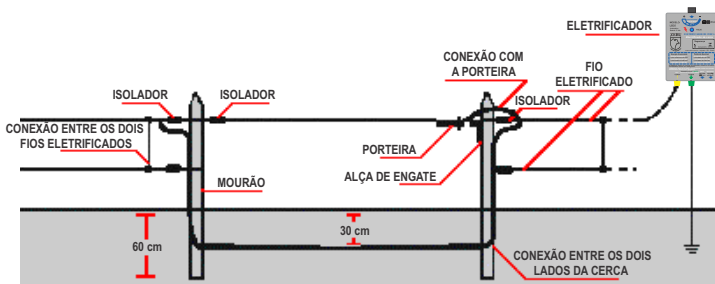 ELETRIFICADOR
CONEXÃO COM
A PORTEIRA
FIO
ELETRIFICADO
ISOLADOR
ISOLADOR
ISOLADOR
CONEXÃO ENTRE OS DOIS
FIOS ELETRIFICADOS
PORTEIRA
ALÇA DE ENGATE
MOURÃO
60 cm
30 cm
CONEXÃO ENTRE OS DOIS
LADOS DA CERCA